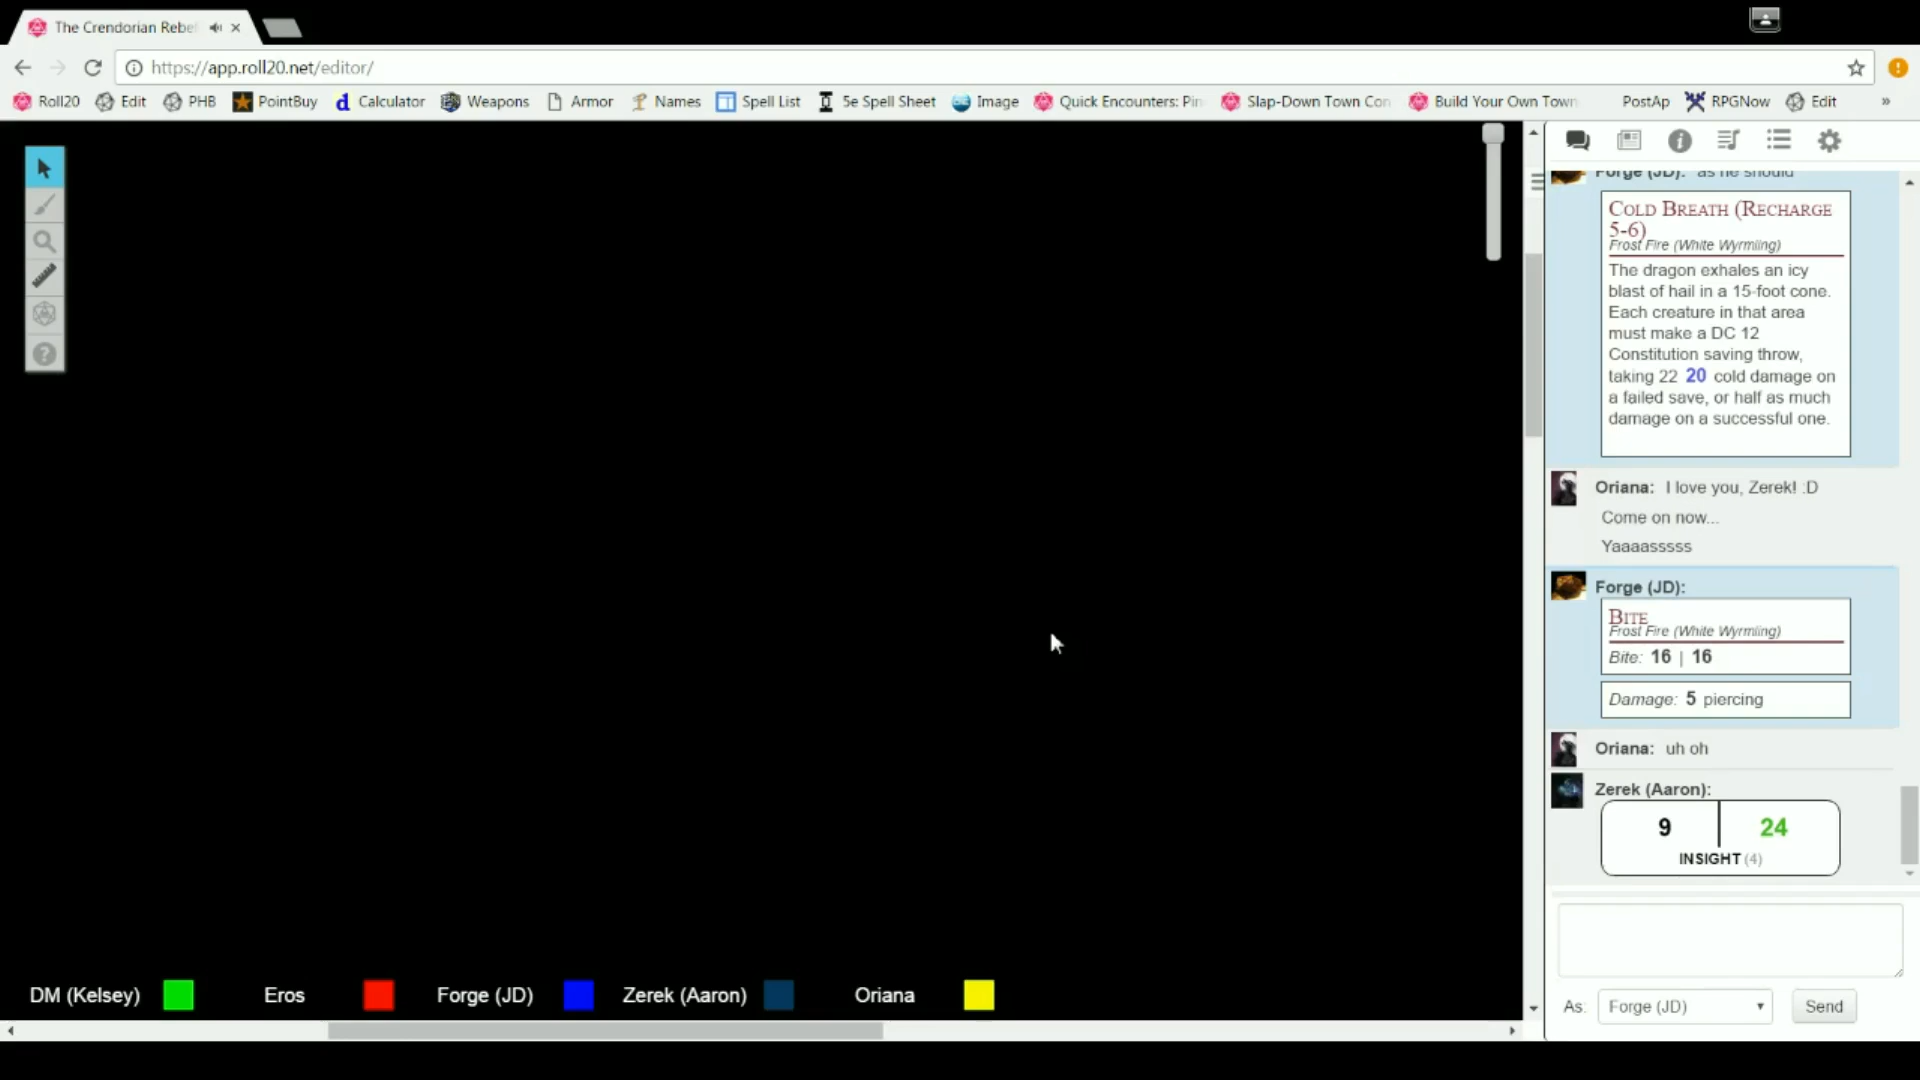 The Crendorian Rebe
https://app.roll20.net/editor/
Roll20 Edit PHB PointBuy Calculator Weapons Armor Names Spell List 5e Spell Sheet Image Quick Encounters: Pin Slap-Down Town Con Build Your Own Town PostAp RPGNow Edit »
Forge (JD): as he should
Cold Breath (Recharge
5-6)
Frost Fire (White Wyrmling)
The dragon exhales an icy
blast of hail in a 15-foot cone.
Each creature in that area
must make a DC 12
Constitution saving throw,
taking 22 20 cold damage on
a failed save, or half as much
damage on a successful one.
Oriana: I love you, Zerek! :D
Come on now...
Yaaaasssss
Forge (JD):
Bite
Frost Fire (White Wyrmling)
Bite: 16 | 16
Damage: 5 piercing
Oriana: uh oh
Zerek (Aaron):
9 24
INSIGHT (4)
DM (Kelsey) Eros Forge (JD) Zerek (Aaron) Oriana
As: Forge (JD) Send